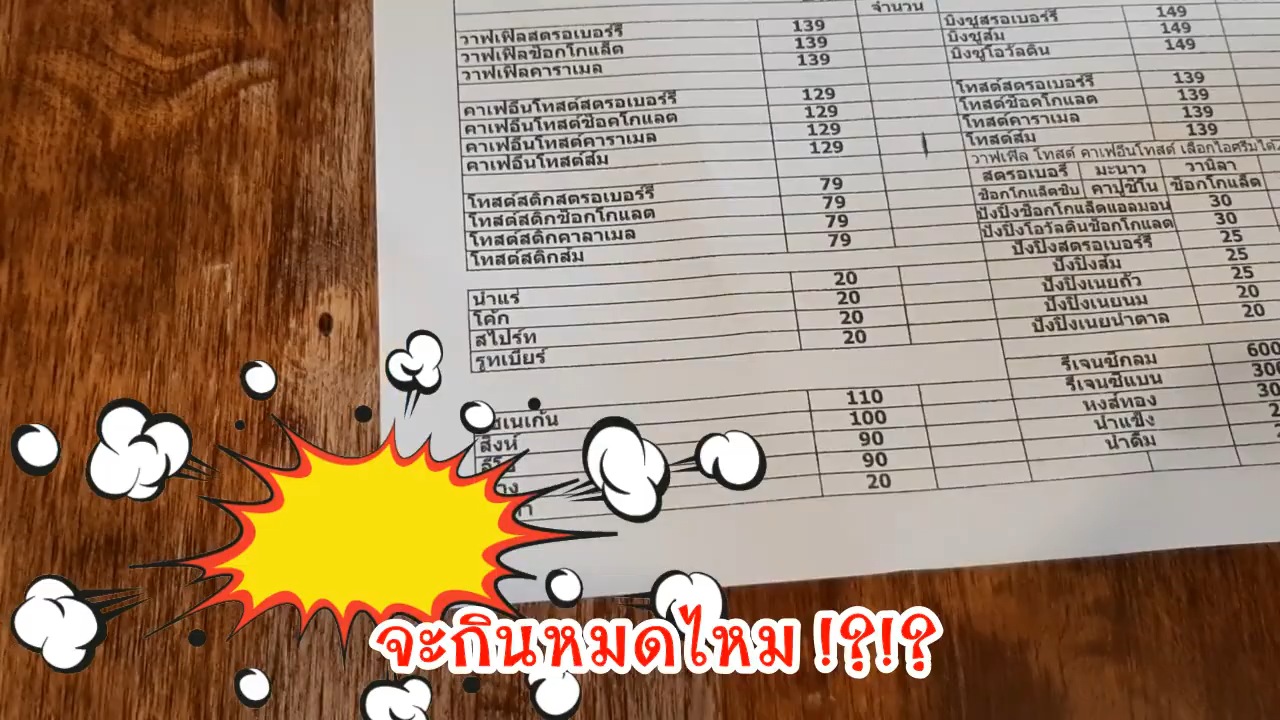 จำนวน
วาฟเฟิลสตรอเบอร์รี่ 139
วาฟเฟิลช็อกโกแล็ต 139
วาฟเฟิลคาราเมล 139
คาเฟอีนโทสต์สตรอเบอร์รี่ 129
คาเฟอีนโทสต์ช็อคโกแลต 129
คาเฟอีนโทสต์คาราเมล 129
คาเฟอีนโทสต์ส้ม 129
โทสต์สติกสตรอเบอร์รี่ 79
โทสต์สติกช็อกโกแลต 79
โทสต์สติกคาลาเมล 79
โทสต์สติกส้ม 79
น้ำแร่ 20
โค้ก 20
สไปร์ท 20
รูทเบียร์ 20
110
สิงห์ 100
90
90
20
บิงซูสรอเบอร์รี่ 149
บิงซูส้ม 149
บิงซูโอวัลติน 149
โทสต์สตรอเบอร์รี่ 139
โทสต์ช็อคโกแลต 139
โทสต์คาราเมล 139
โทสต์ส้ม 139
วาฟเฟิล โทสต์ คาเฟอีนโทสต์ เลือกไอศรีมได้
สตรอเบอรี่ มะนาว วานิลา
ช็อกโกแล็ตชิบ คาปูชิโน ช็อกโกแล็ต
ปังปิ้งช็อกโกแล็ตแอลมอน 30
ปังปิ้งโอวัลตินช็อกโกแลต 30
ปังปิ้งสตรอเบอร์รี่ 25
ปังปิ้งส้ม 25
ปังปิ้งเนยถั่ว 25
ปังปิ้งเนยนม 20
ปังปิ้งเนยน้ำตาล 20
รีเจนซี่กลม 600
รีเจนซี่แบน
หงส์ทอง
น้ำแข็ง
น้ำดื่ม
จะกินหมดไหม !?!?